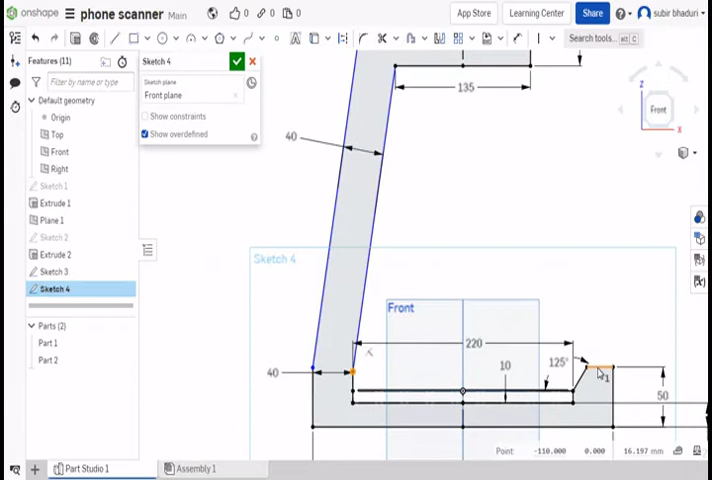 onshape phone scanner Main 0 0 0 App Store Learning Center Share subir bhaduri
Search tools... alt C
Features (11)
Filter by name or type
Default geometry
Origin
Top
Front
Right
Sketch 1
Extrude 1
Plane 1
Sketch 2
Extrude 2
Sketch 3
Sketch 4
Parts (2)
Part 1
Part 2
Sketch 4
Sketch plane
Front plane
Show constraints
Show overdefined
135
40
Sketch 4
Front
220
125°
10
40
50
Front
Z
X
Point: -110.000 0.000 16.197 mm
Part Studio 1 Assembly 1